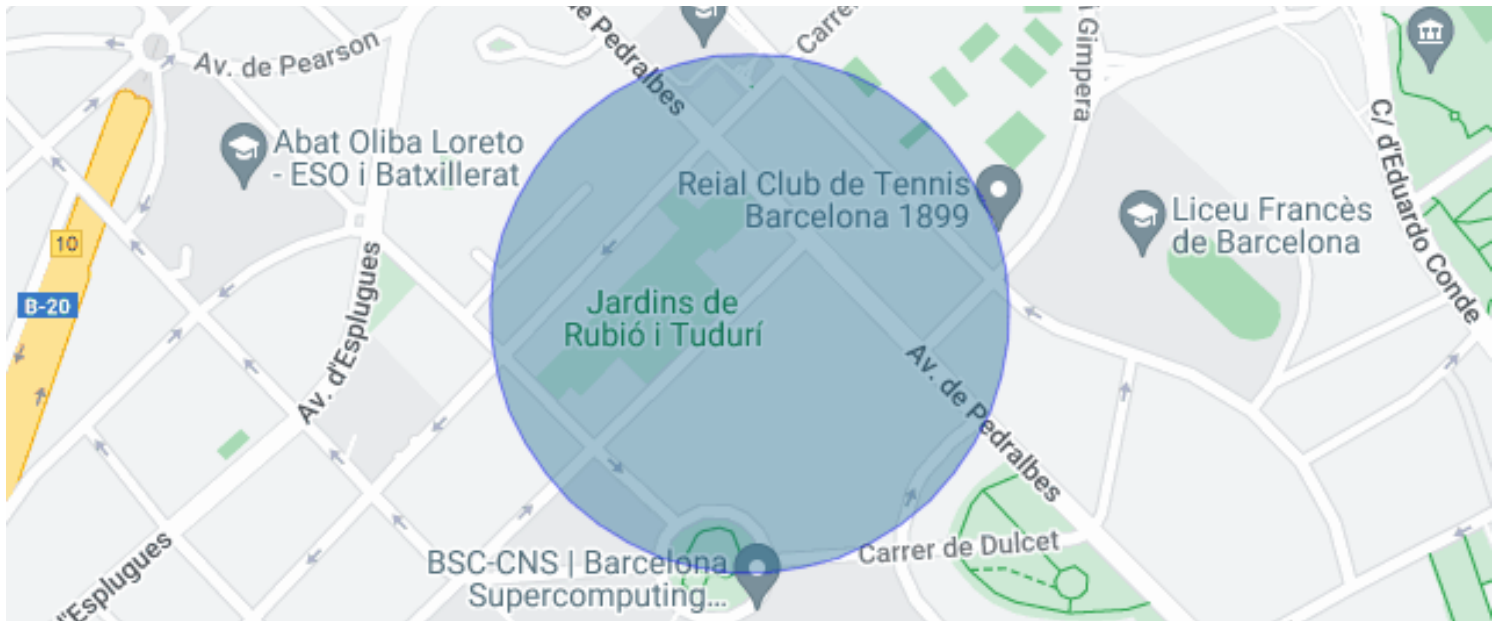 de Pedralbes
Carrer
l Gimpera
Av. de Pearson
Abat Oliba Loreto
- ESO i Batxillerat
Reial Club de Tennis
Barcelona 1899
Liceu Francès
de Barcelona
C/ d'Eduardo Conde
10
B-20
Av. d'Esplugues
Jardins de
Rubió i Tudurí
Av. de Pedralbes
Carrer de Dulcet
BSC-CNS | Barcelona
Supercomputing...
d'Esplugues